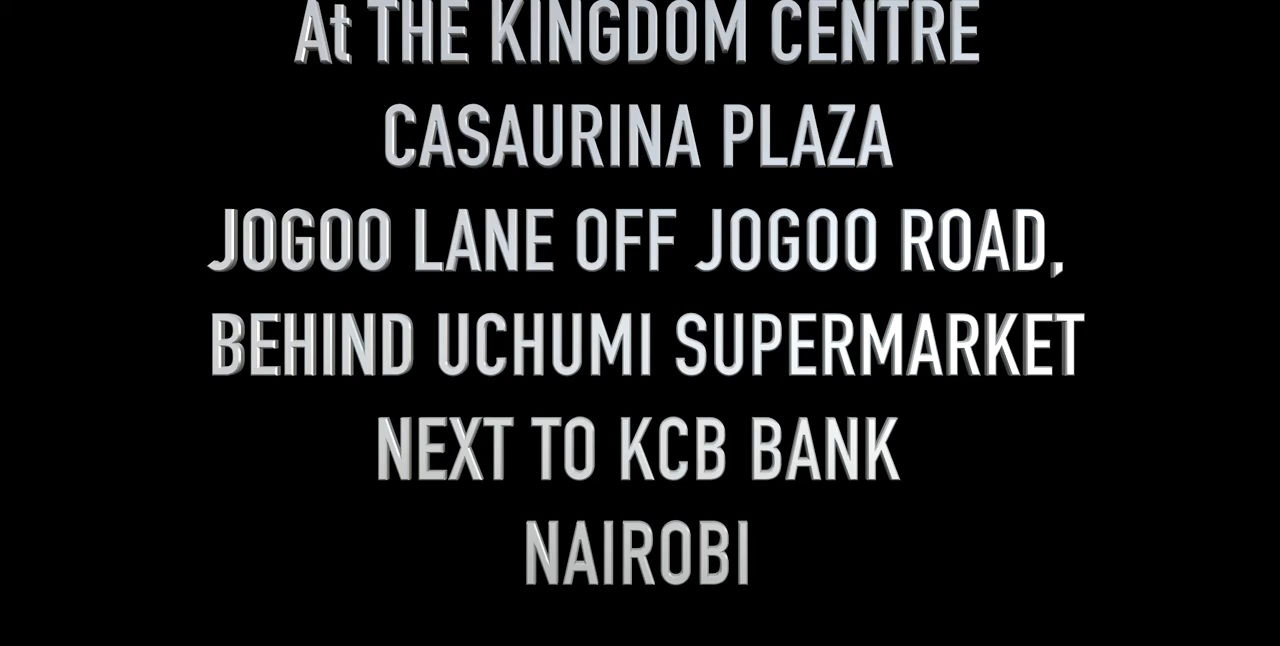 At THE KINGDOM CENTRE
CASAURINA PLAZA
JOGOO LANE OFF JOGOO ROAD,
BEHIND UCHUMI SUPERMARKET
NEXT TO KCB BANK
NAIROBI